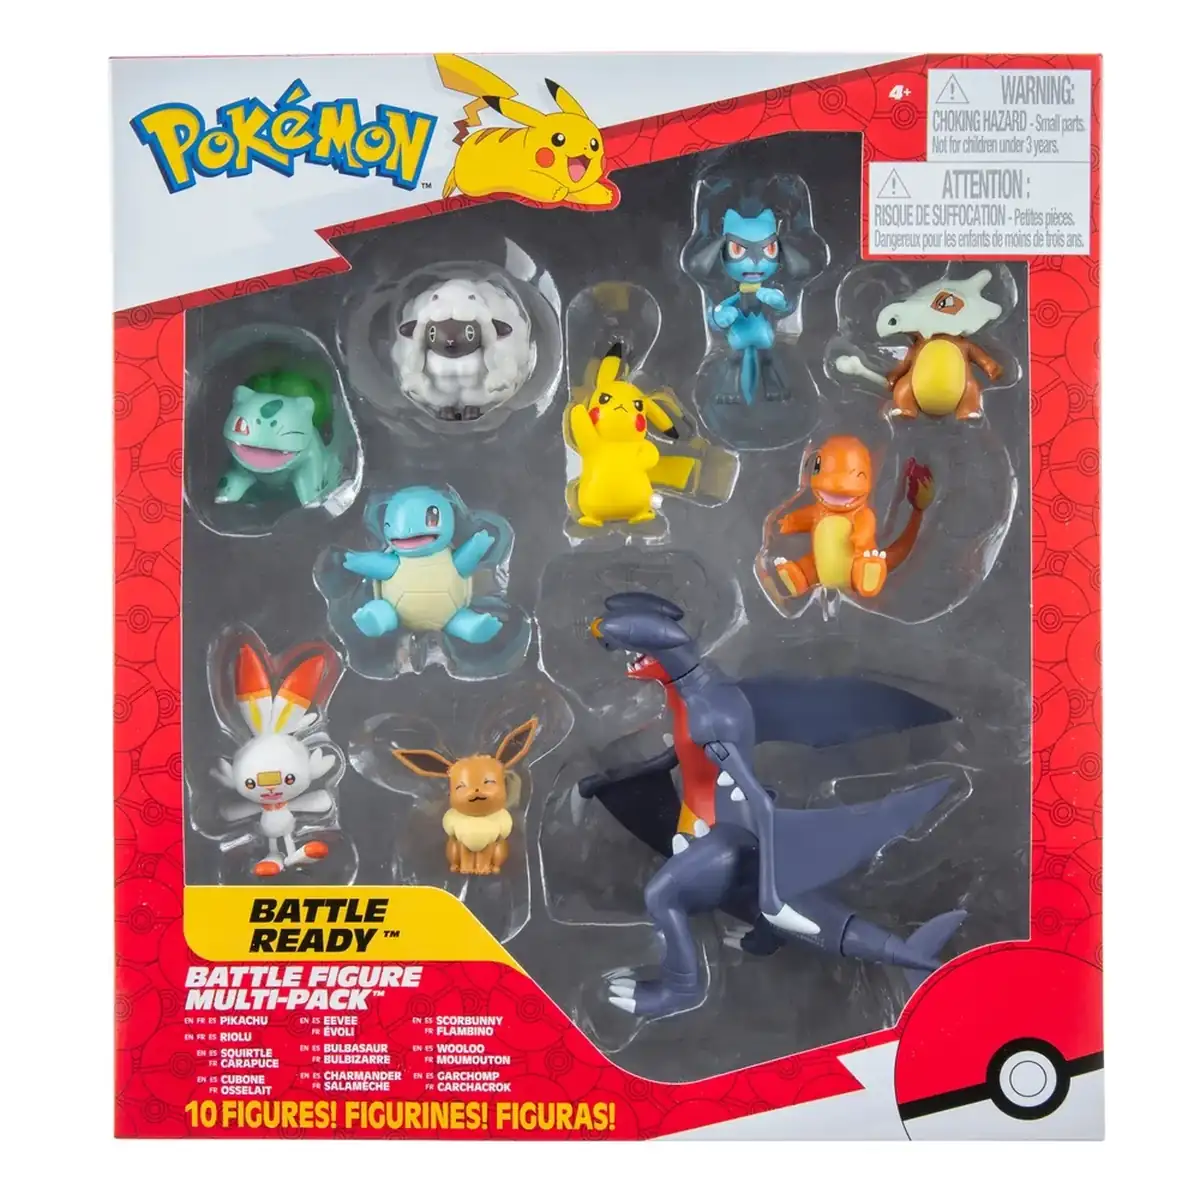 POKÉMON™
4+
WARNING:
CHOKING HAZARD - Small parts.
Not for children under 3 years.
ATTENTION :
RISQUE DE SUFFOCATION - Petites pièces.
Dangereux pour les enfants de moins de trois ans.
BATTLE
READY™
BATTLE FIGURE
MULTI-PACK™
EN FR ES PIKACHU
EN FR ES RIOLU
EN ES SQUIRTLE
FR CARAPUCE
EN ES CUBONE
FR OSSELAIT
EN ES EEVEE
FR ÉVOLI
EN ES BULBASAUR
FR BULBIZARRE
EN ES CHARMANDER
FR SALAMÈCHE
EN ES SCORBUNNY
FR FLAMBINO
EN ES WOOLOO
FR MOUMOUTON
EN ES GARCHOMP
FR CARCHACROK
10 FIGURES! FIGURINES! FIGURAS!